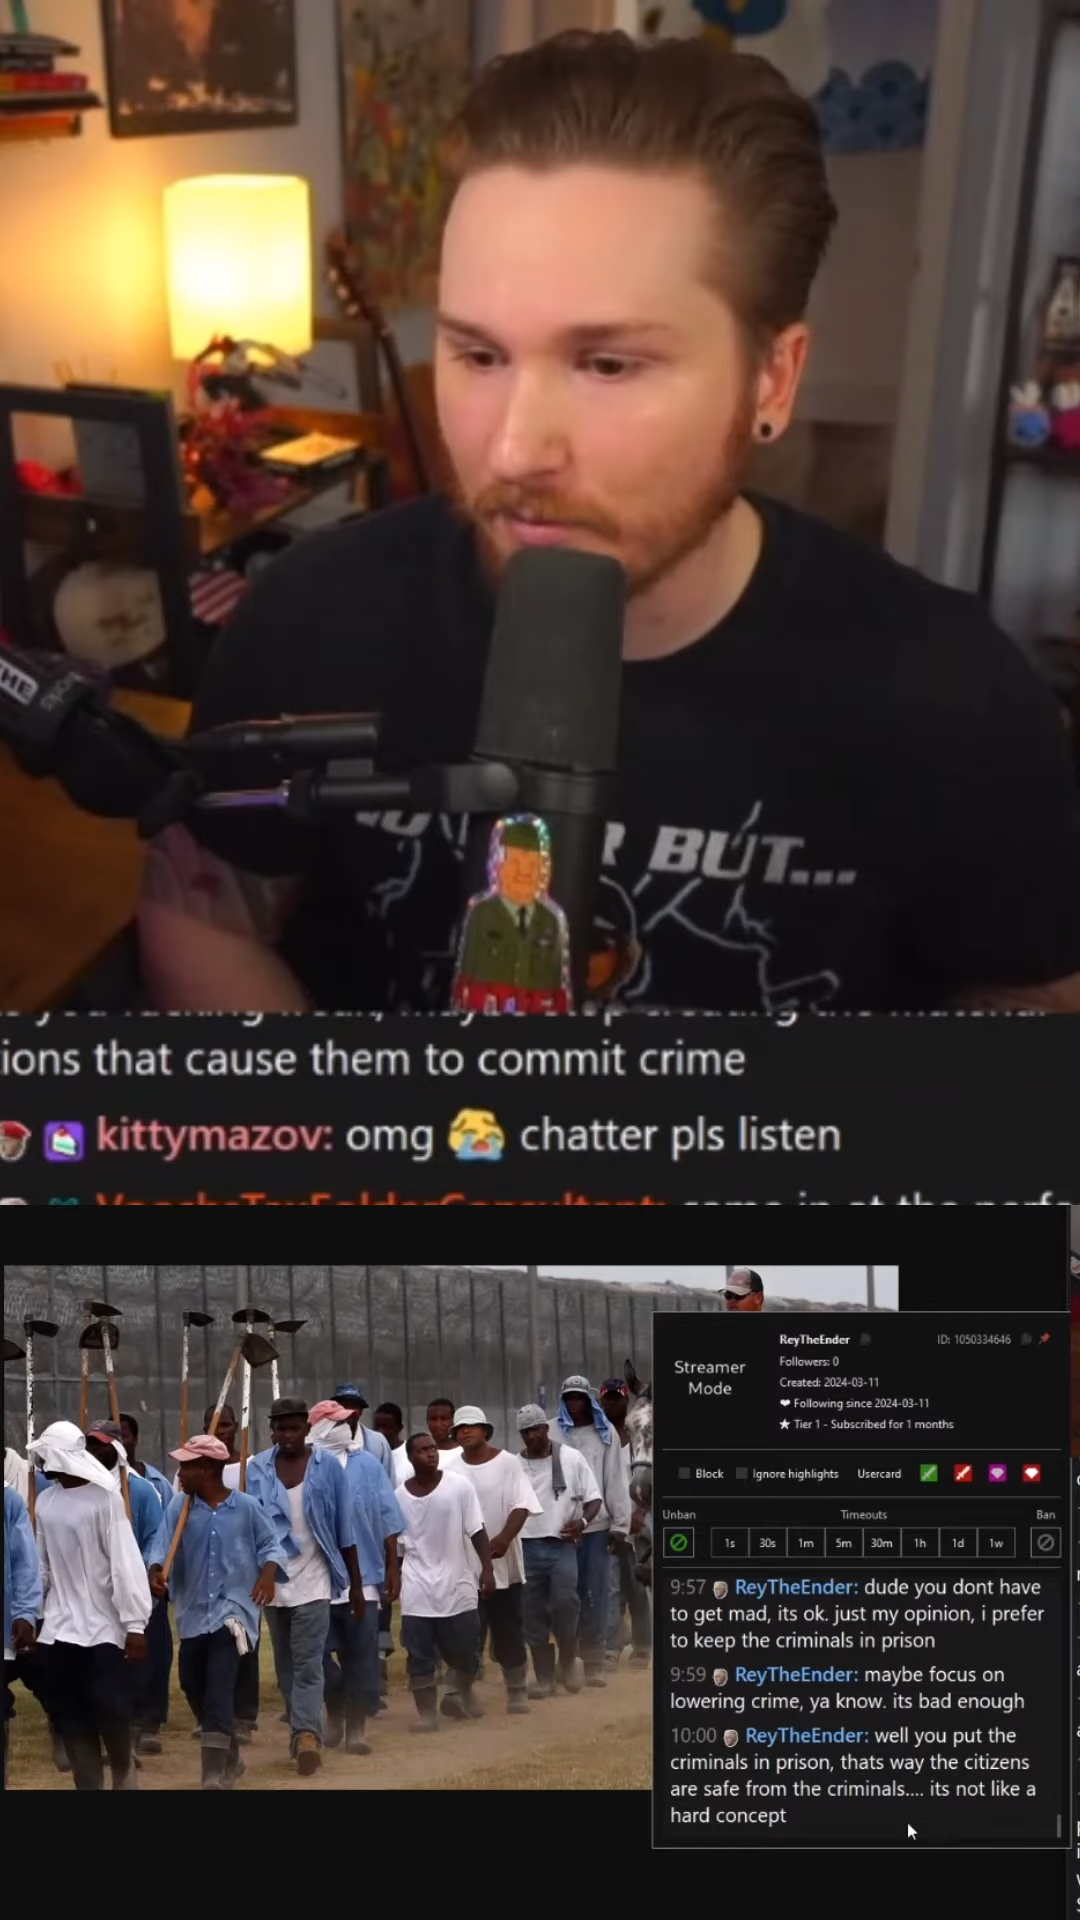 THE
BUT...
tions that cause them to commit crime
kittymazov: omg 😭 chatter pls listen
ReyTheEnder
ID: 1050334646
Streamer
Mode
Followers: 0
Created: 2024-03-11
❤ Following since 2024-03-11
★ Tier 1 - Subscribed for 1 months
Block
Ignore highlights
Usercard
Unban
Timeouts
Ban
1s
30s
1m
5m
30m
1h
1d
1w
9:57 ReyTheEnder: dude you dont have
to get mad, its ok. just my opinion, i prefer
to keep the criminals in prison
9:59 ReyTheEnder: maybe focus on
lowering crime, ya know. its bad enough
10:00 ReyTheEnder: well you put the
criminals in prison, thats way the citizens
are safe from the criminals.... its not like a
hard concept